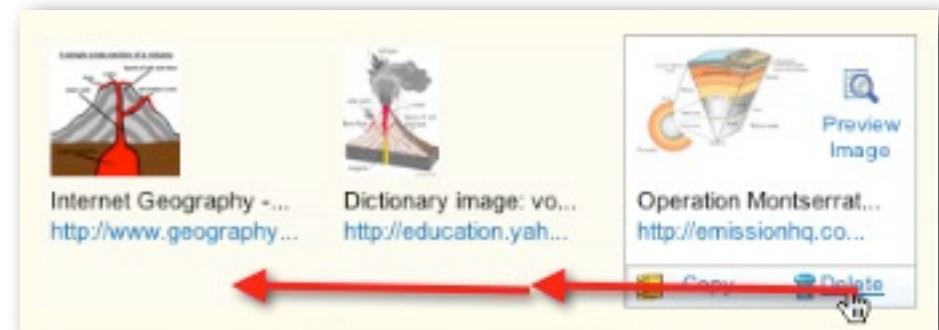 Internet Geography -...
http://www.geography...
Dictionary image: vo...
http://education.yah...
Preview
Image
Operation Montserrat...
http://emissionhq.co...
Copy
Delete